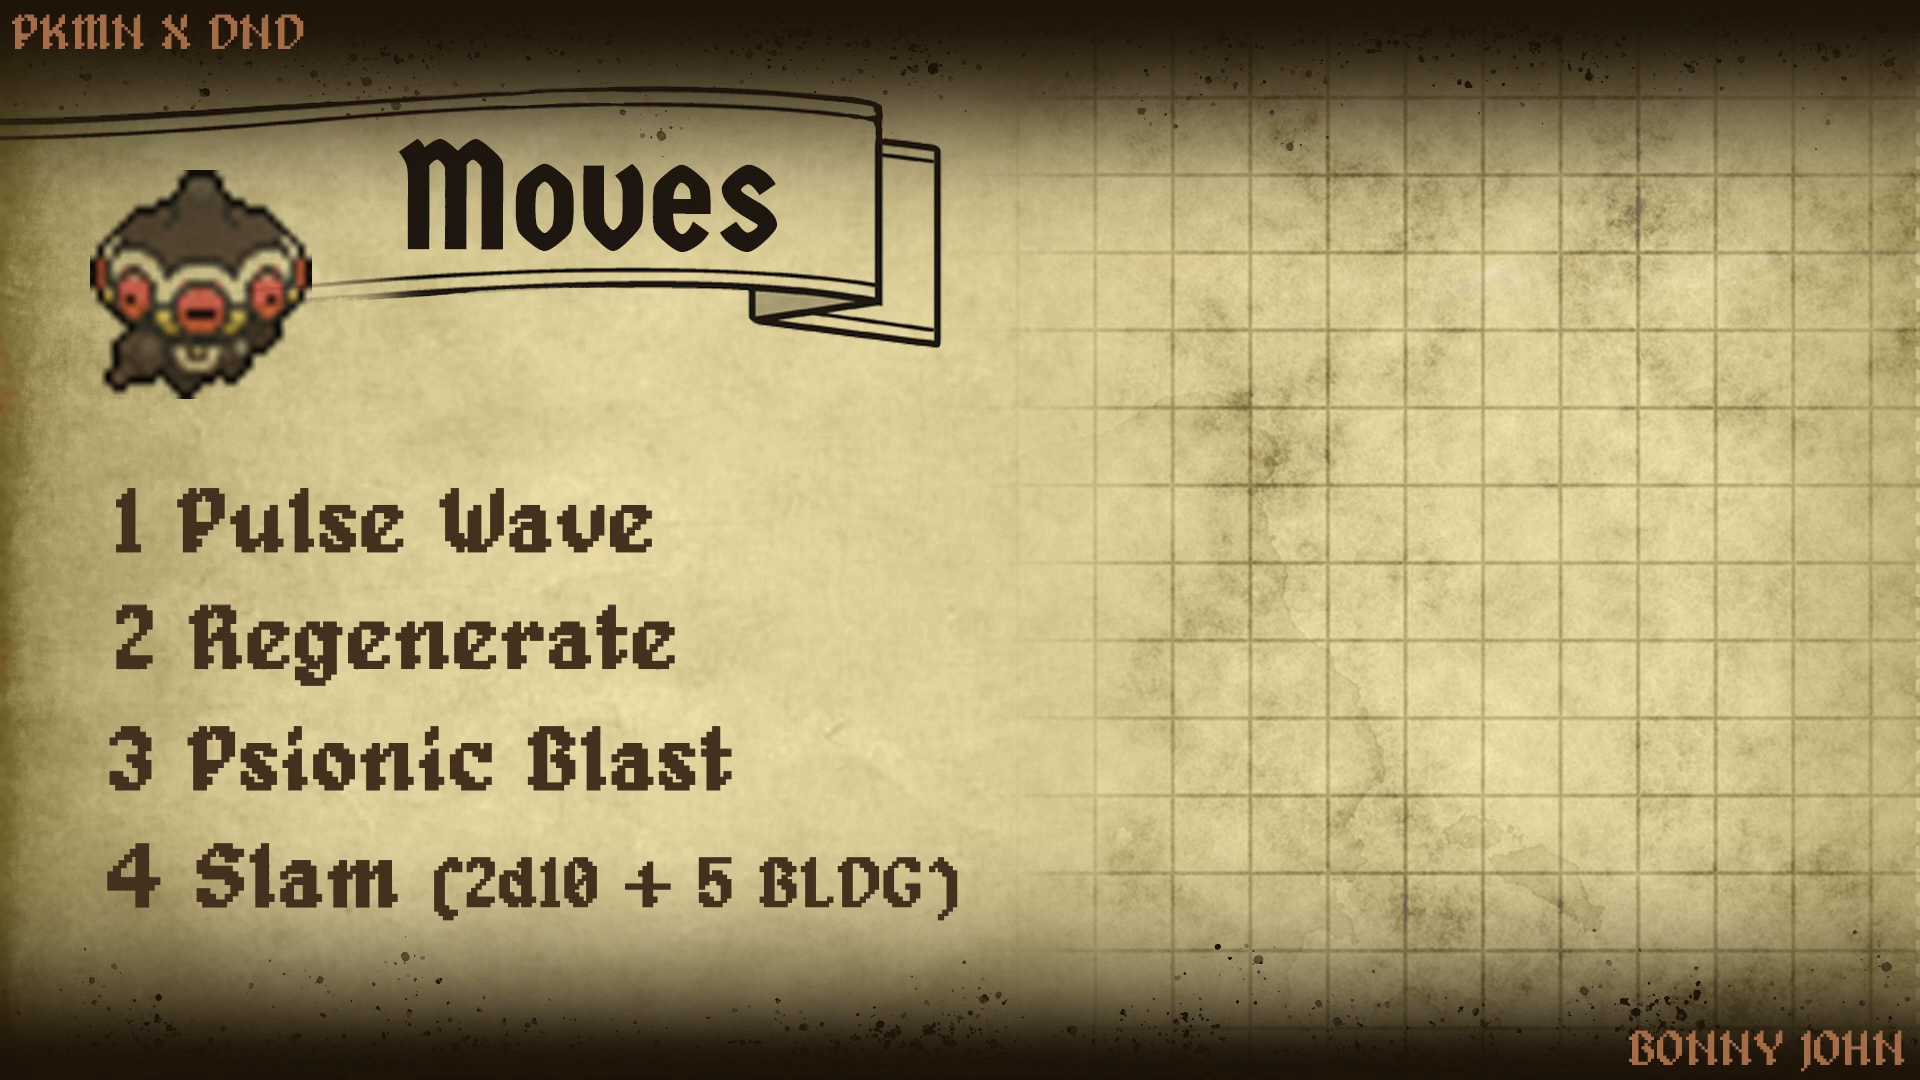 PKMN X DND
Moves
1 Pulse Wave
2 Regenerate
3 Psionic Blast
4 Slam (2d10 + 5 BLDG)
BONNY JOHN